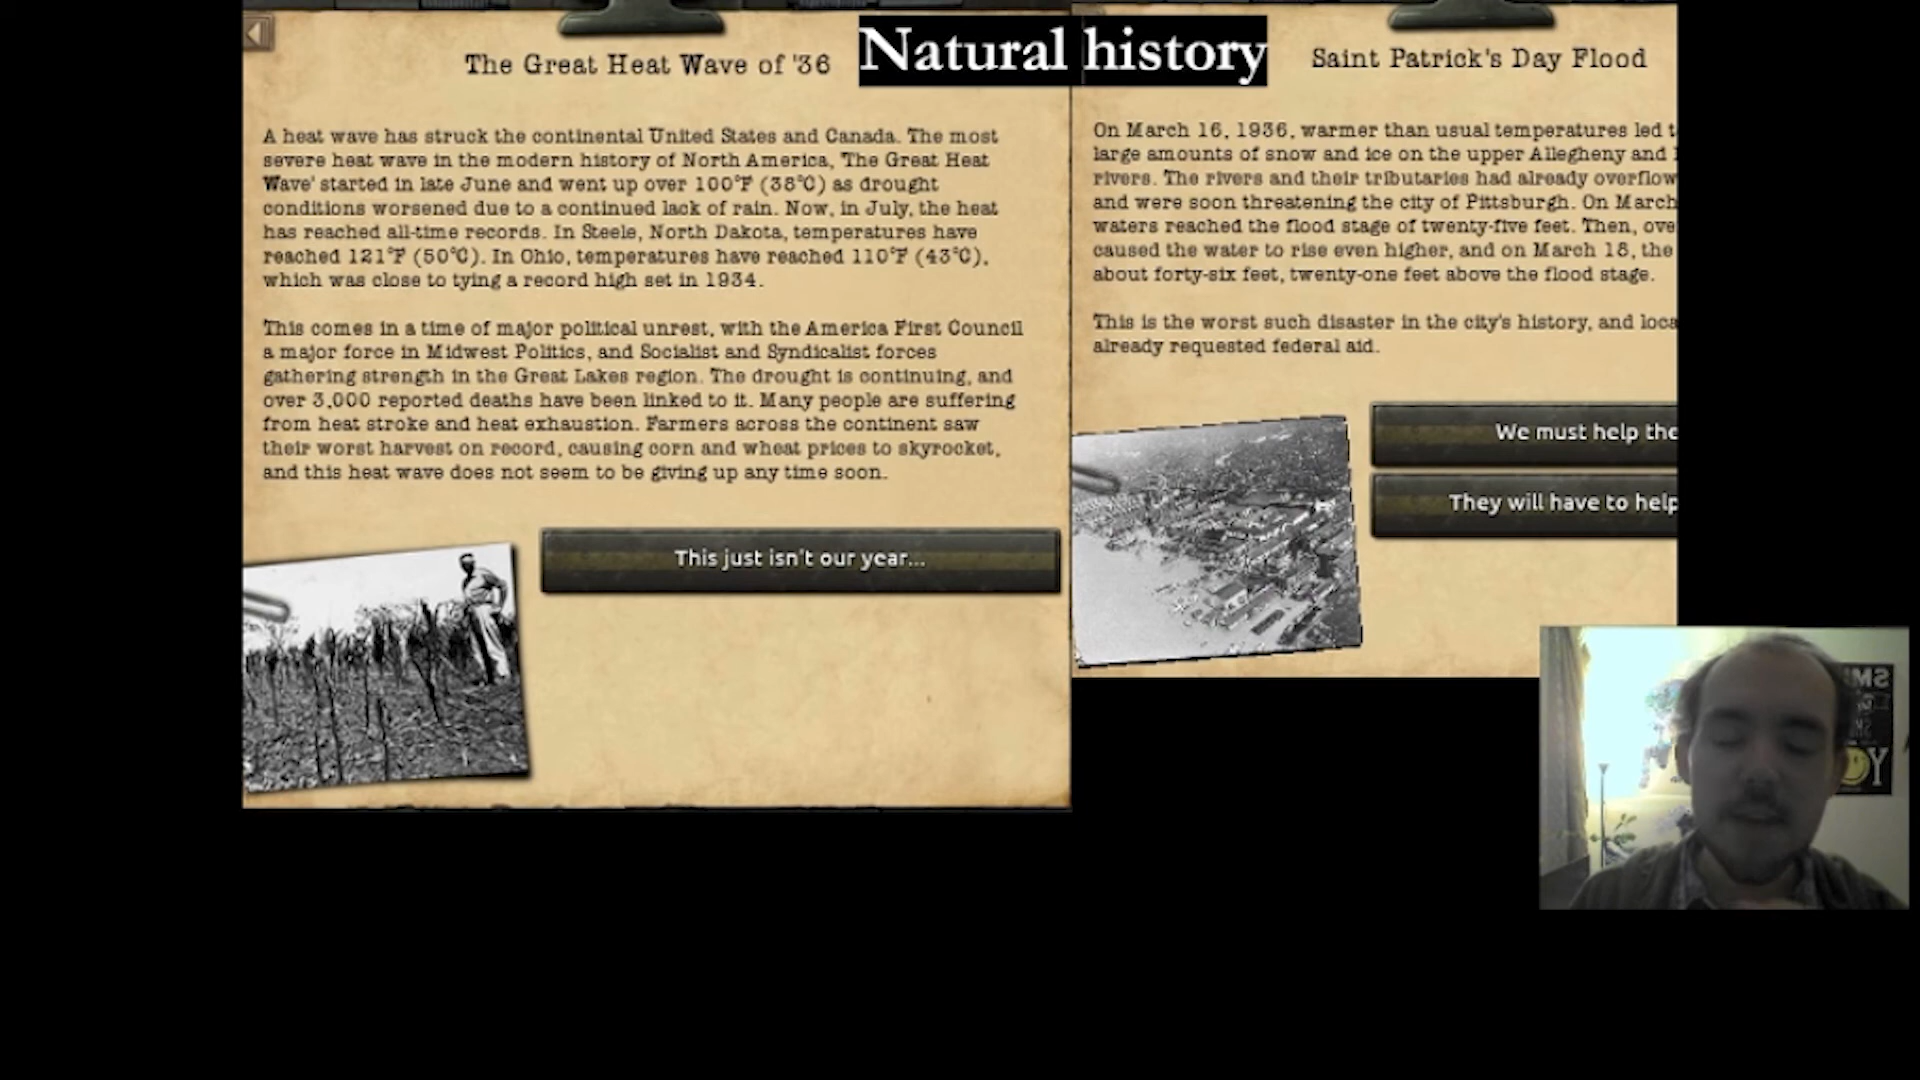 Natural history
The Great Heat Wave of '36
A heat wave has struck the continental United States and Canada. The most
severe heat wave in the modern history of North America, 'The Great Heat
Wave' started in late June and went up over 100°F (38°C) as drought
conditions worsened due to a continued lack of rain. Now, in July, the heat
has reached all-time records. In Steele, North Dakota, temperatures have
reached 121°F (50°C). In Ohio, temperatures have reached 110°F (43°C),
which was close to tying a record high set in 1934.
This comes in a time of major political unrest, with the America First Council
a major force in Midwest Politics, and Socialist and Syndicalist forces
gathering strength in the Great Lakes region. The drought is continuing, and
over 3,000 reported deaths have been linked to it. Many people are suffering
from heat stroke and heat exhaustion. Farmers across the continent saw
their worst harvest on record, causing corn and wheat prices to skyrocket,
and this heat wave does not seem to be giving up any time soon.
This just isn't our year...
Saint Patrick's Day Flood
On March 16, 1936, warmer than usual temperatures led t
large amounts of snow and ice on the upper Allegheny and
rivers. The rivers and their tributaries had already overflow
and were soon threatening the city of Pittsburgh. On March
waters reached the flood stage of twenty-five feet. Then, ove
caused the water to rise even higher, and on March 18, the
about forty-six feet, twenty-one feet above the flood stage.
This is the worst such disaster in the city's history, and loca
already requested federal aid.
We must help the
They will have to help